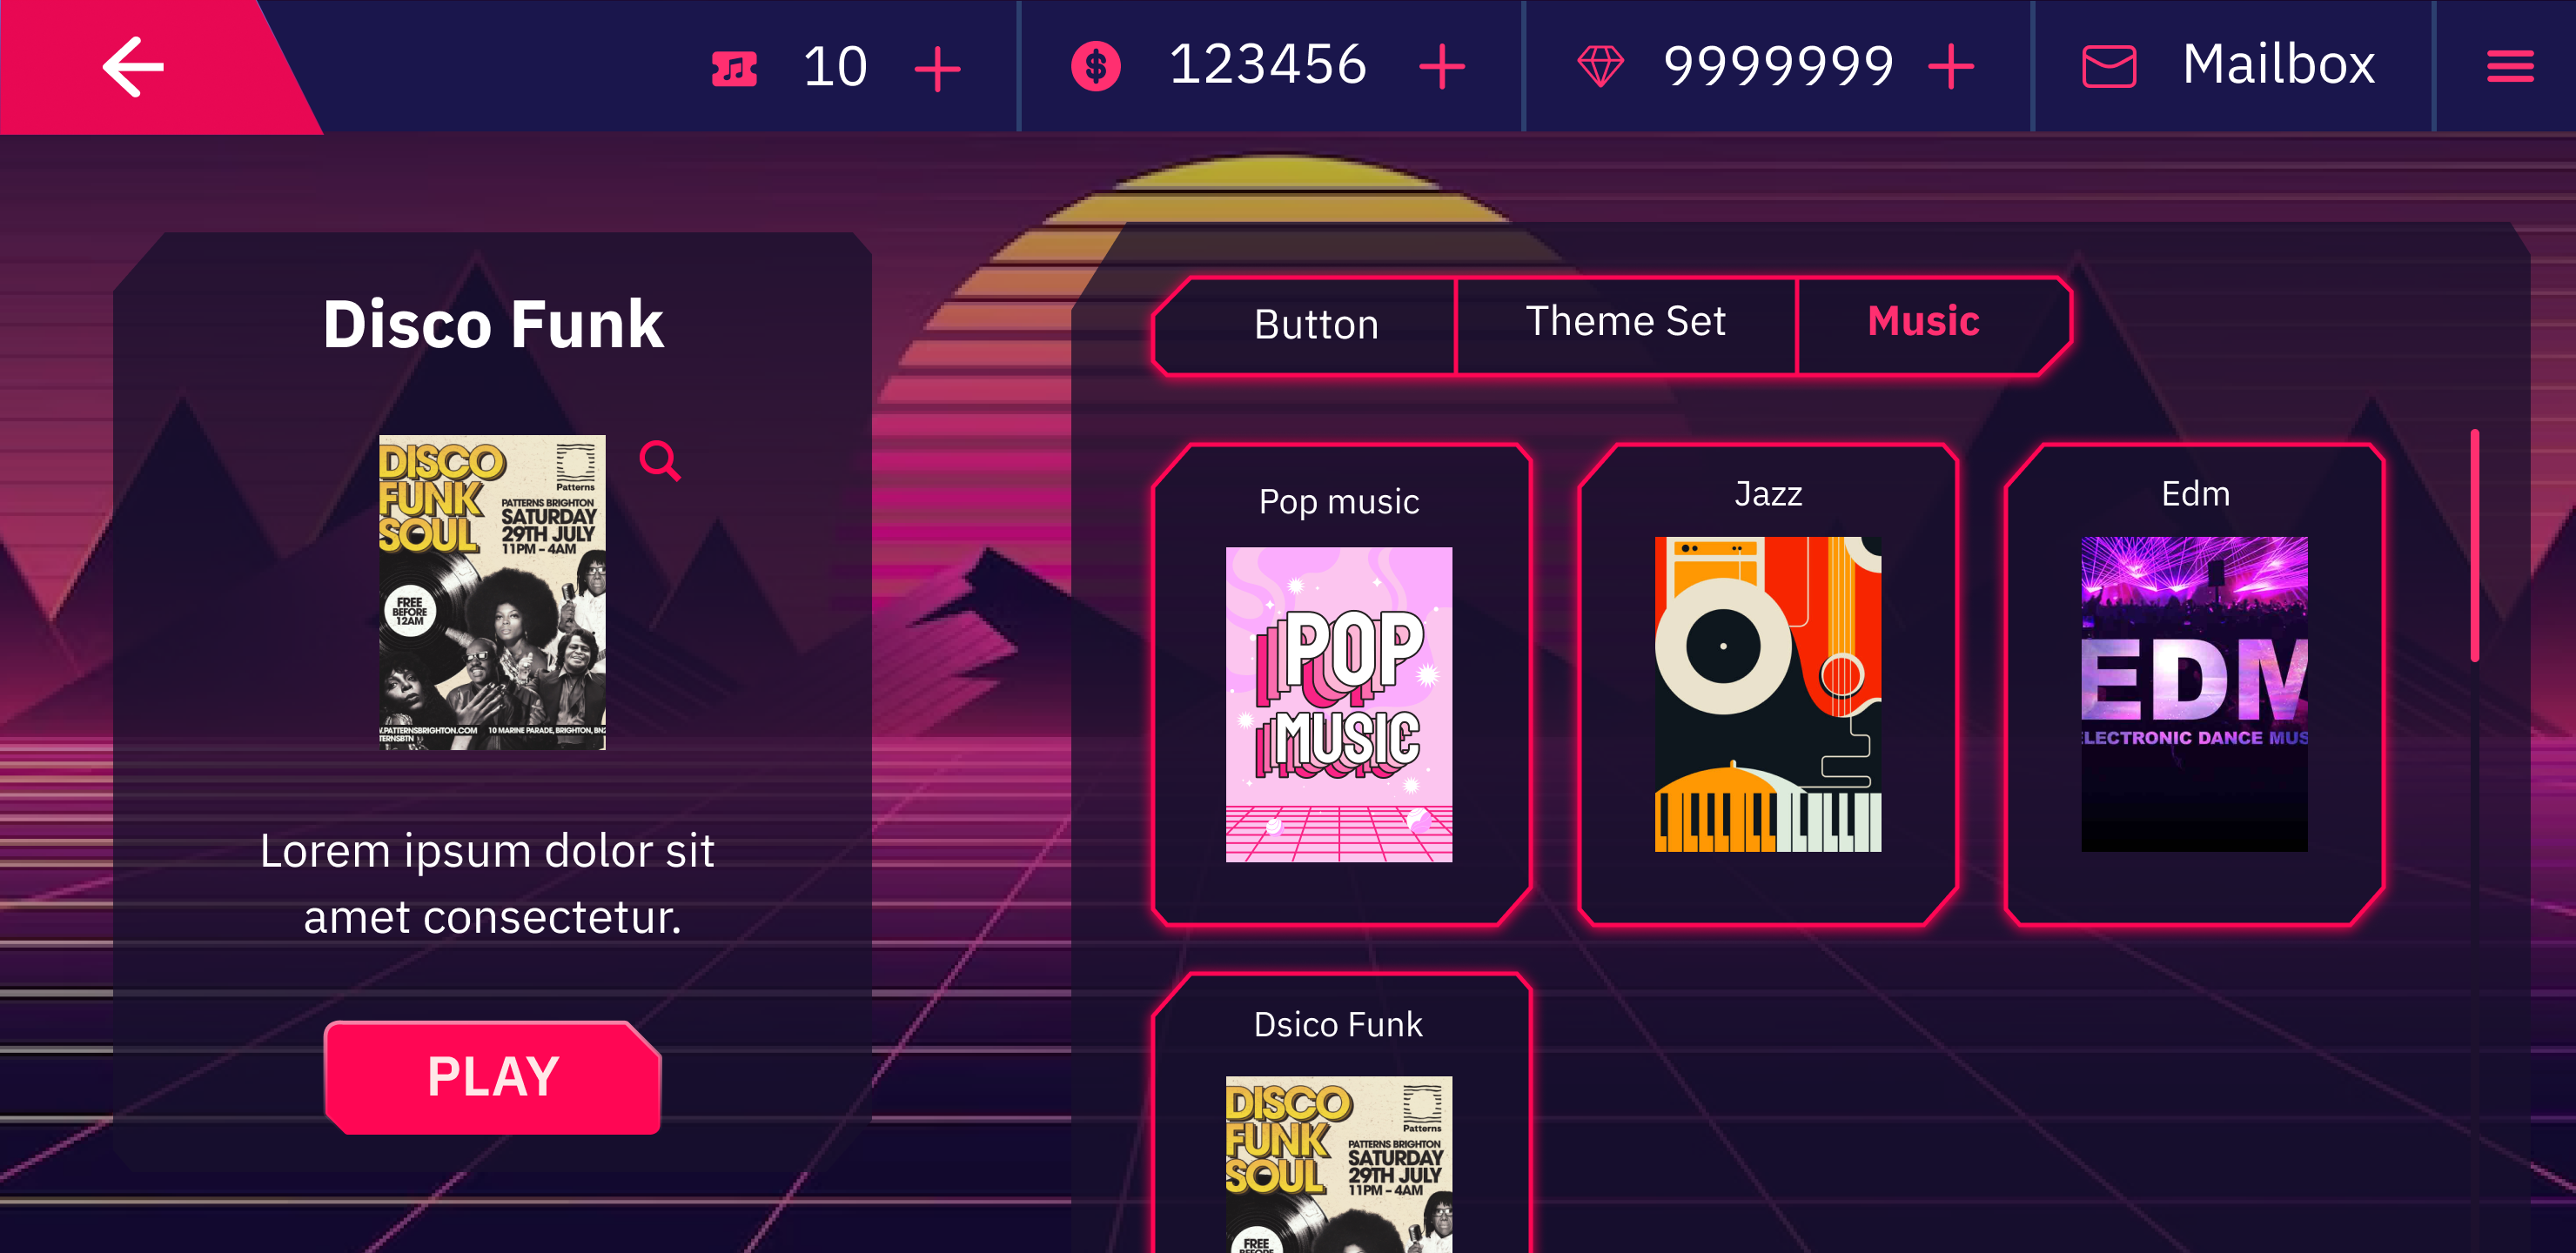 10
123456
9999999
Mailbox
Disco Funk
DISCO
FUNK
SOUL
Patterns
PATTERNS BRIGHTON
SATURDAY
29TH JULY
11PM – 4AM
FREE
BEFORE
12AM
.PATTERNSBRIGHTON.COM 10 MARINE PARADE, BRIGHTON, BN2
TERNSBTN
Lorem ipsum dolor sit
amet consectetur.
PLAY
Button
Theme Set
Music
Pop music
POP
MUSIC
Jazz
Edm
EDM
ELECTRONIC DANCE MUS
Dsico Funk
DISCO
FUNK
SOUL
Patterns
PATTERNS BRIGHTON
SATURDAY
29TH JULY
11PM – 4AM
FREE
BEFORE